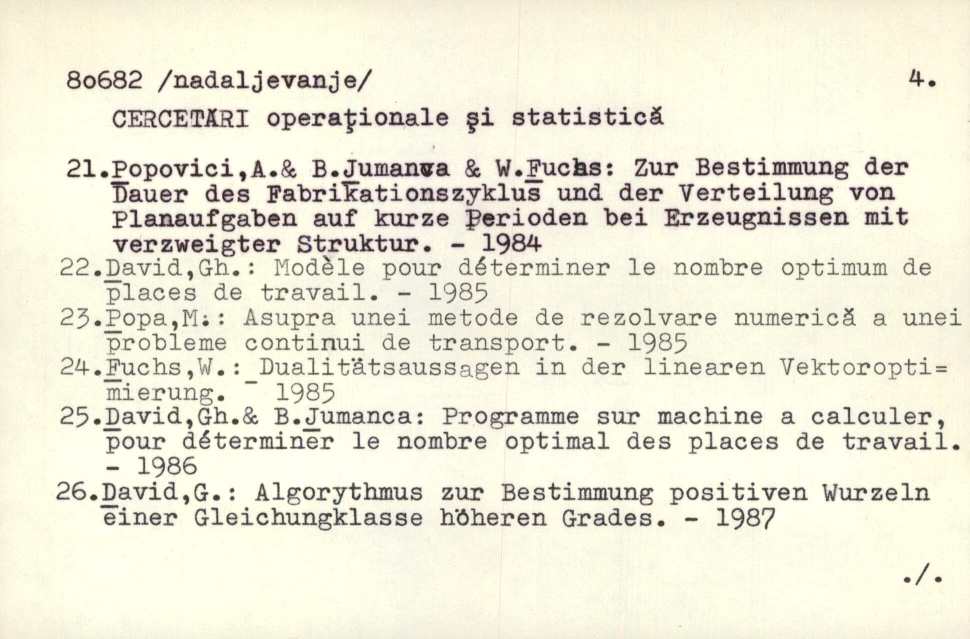 8o682 /nadaljevanje/ 4.
CERCETĂRI operaţionale şi statistică
21.Popovici,A.& B.Jumanca & W.Fuchs: Zur Bestimmung der
Dauer des Fabrikationszyklus und der Verteilung von
Planaufgaben auf kurze Perioden bei Erzeugnissen mit
verzweigter Struktur. - 1984
22.David,Gh.: Modèle pour déterminer le nombre optimum de
places de travail. - 1985
23.Popa,M.: Asupra unei metode de rezolvare numerică a unei
probleme continui de transport. - 1985
24.Fuchs,W.: Dualitätsaussagen in der linearen Vektoropti=
mierung. - 1985
25.David,Gh.& B.Jumanca: Programme sur machine a calculer,
pour déterminer le nombre optimal des places de travail.
- 1986
26.David,G.: Algorythmus zur Bestimmung positiven Wurzeln
einer Gleichungklasse höheren Grades. - 1987
./.